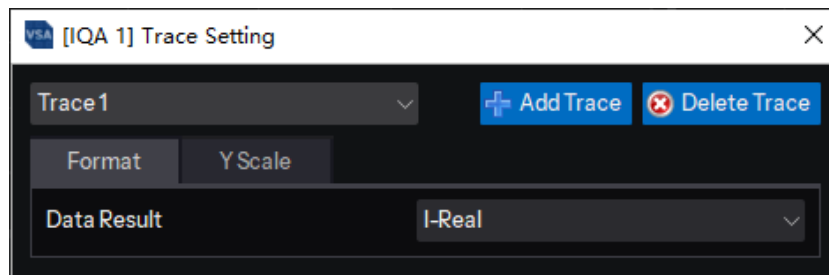 VSA [IQA 1] Trace Setting
Trace 1 Add Trace Delete Trace
Format Y Scale
Data Result I-Real